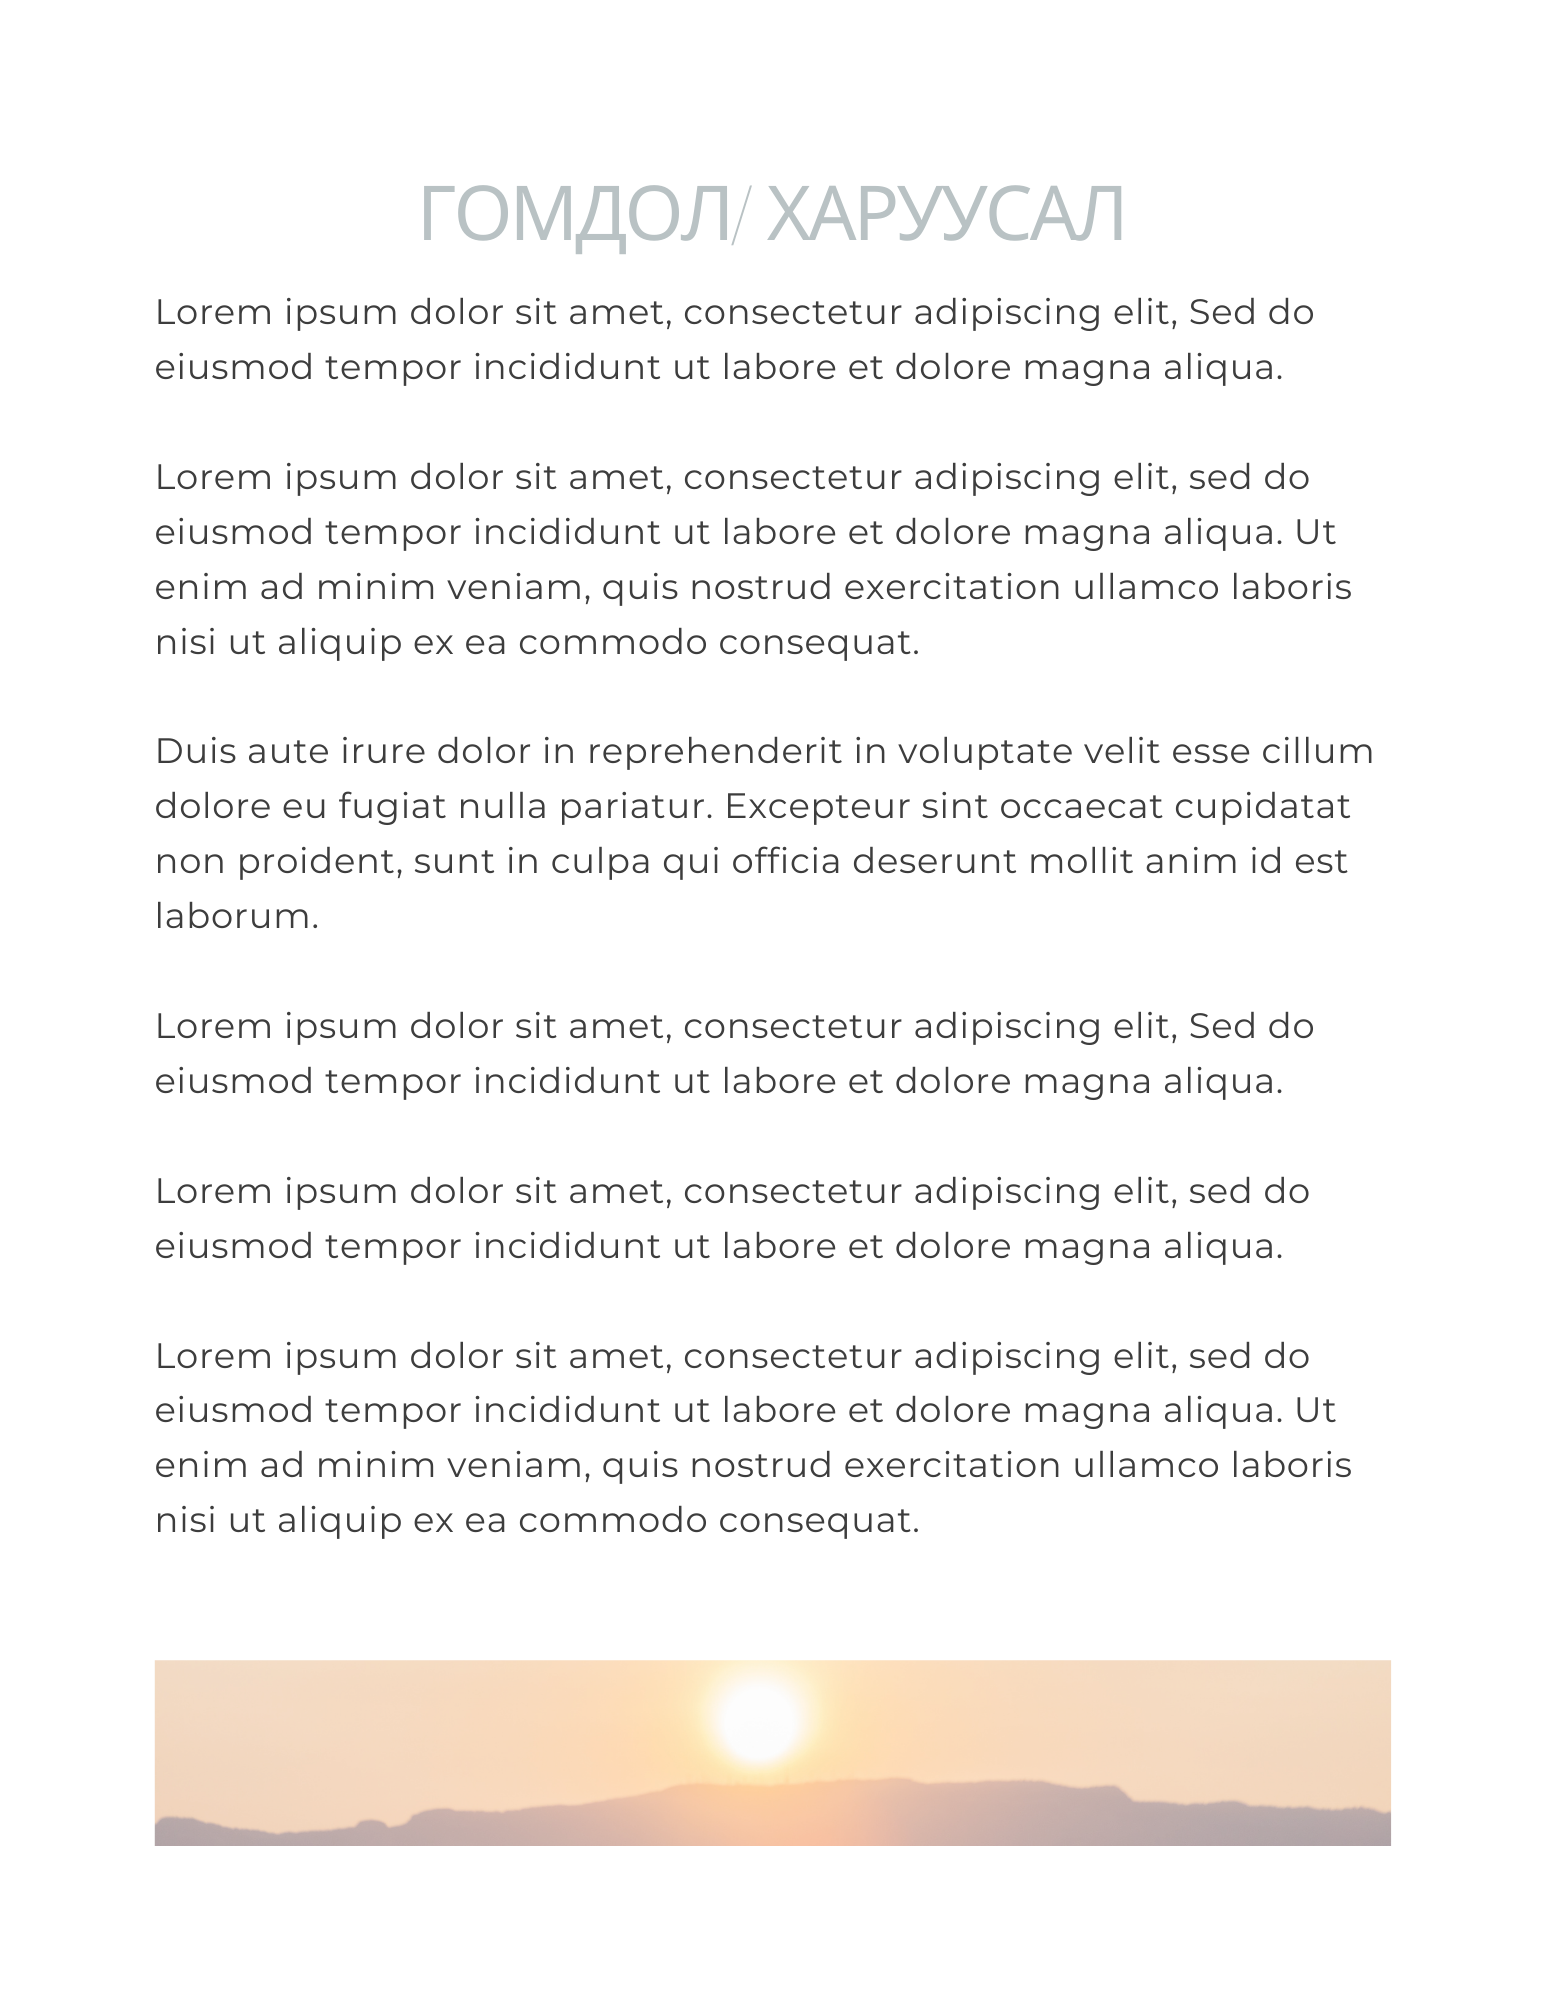 ГОМДОЛ/ ХАРУУСАЛ
Lorem ipsum dolor sit amet, consectetur adipiscing elit, Sed do
eiusmod tempor incididunt ut labore et dolore magna aliqua.
Lorem ipsum dolor sit amet, consectetur adipiscing elit, sed do
eiusmod tempor incididunt ut labore et dolore magna aliqua. Ut
enim ad minim veniam, quis nostrud exercitation ullamco laboris
nisi ut aliquip ex ea commodo consequat.
Duis aute irure dolor in reprehenderit in voluptate velit esse cillum
dolore eu fugiat nulla pariatur. Excepteur sint occaecat cupidatat
non proident, sunt in culpa qui officia deserunt mollit anim id est
laborum.
Lorem ipsum dolor sit amet, consectetur adipiscing elit, Sed do
eiusmod tempor incididunt ut labore et dolore magna aliqua.
Lorem ipsum dolor sit amet, consectetur adipiscing elit, sed do
eiusmod tempor incididunt ut labore et dolore magna aliqua.
Lorem ipsum dolor sit amet, consectetur adipiscing elit, sed do
eiusmod tempor incididunt ut labore et dolore magna aliqua. Ut
enim ad minim veniam, quis nostrud exercitation ullamco laboris
nisi ut aliquip ex ea commodo consequat.